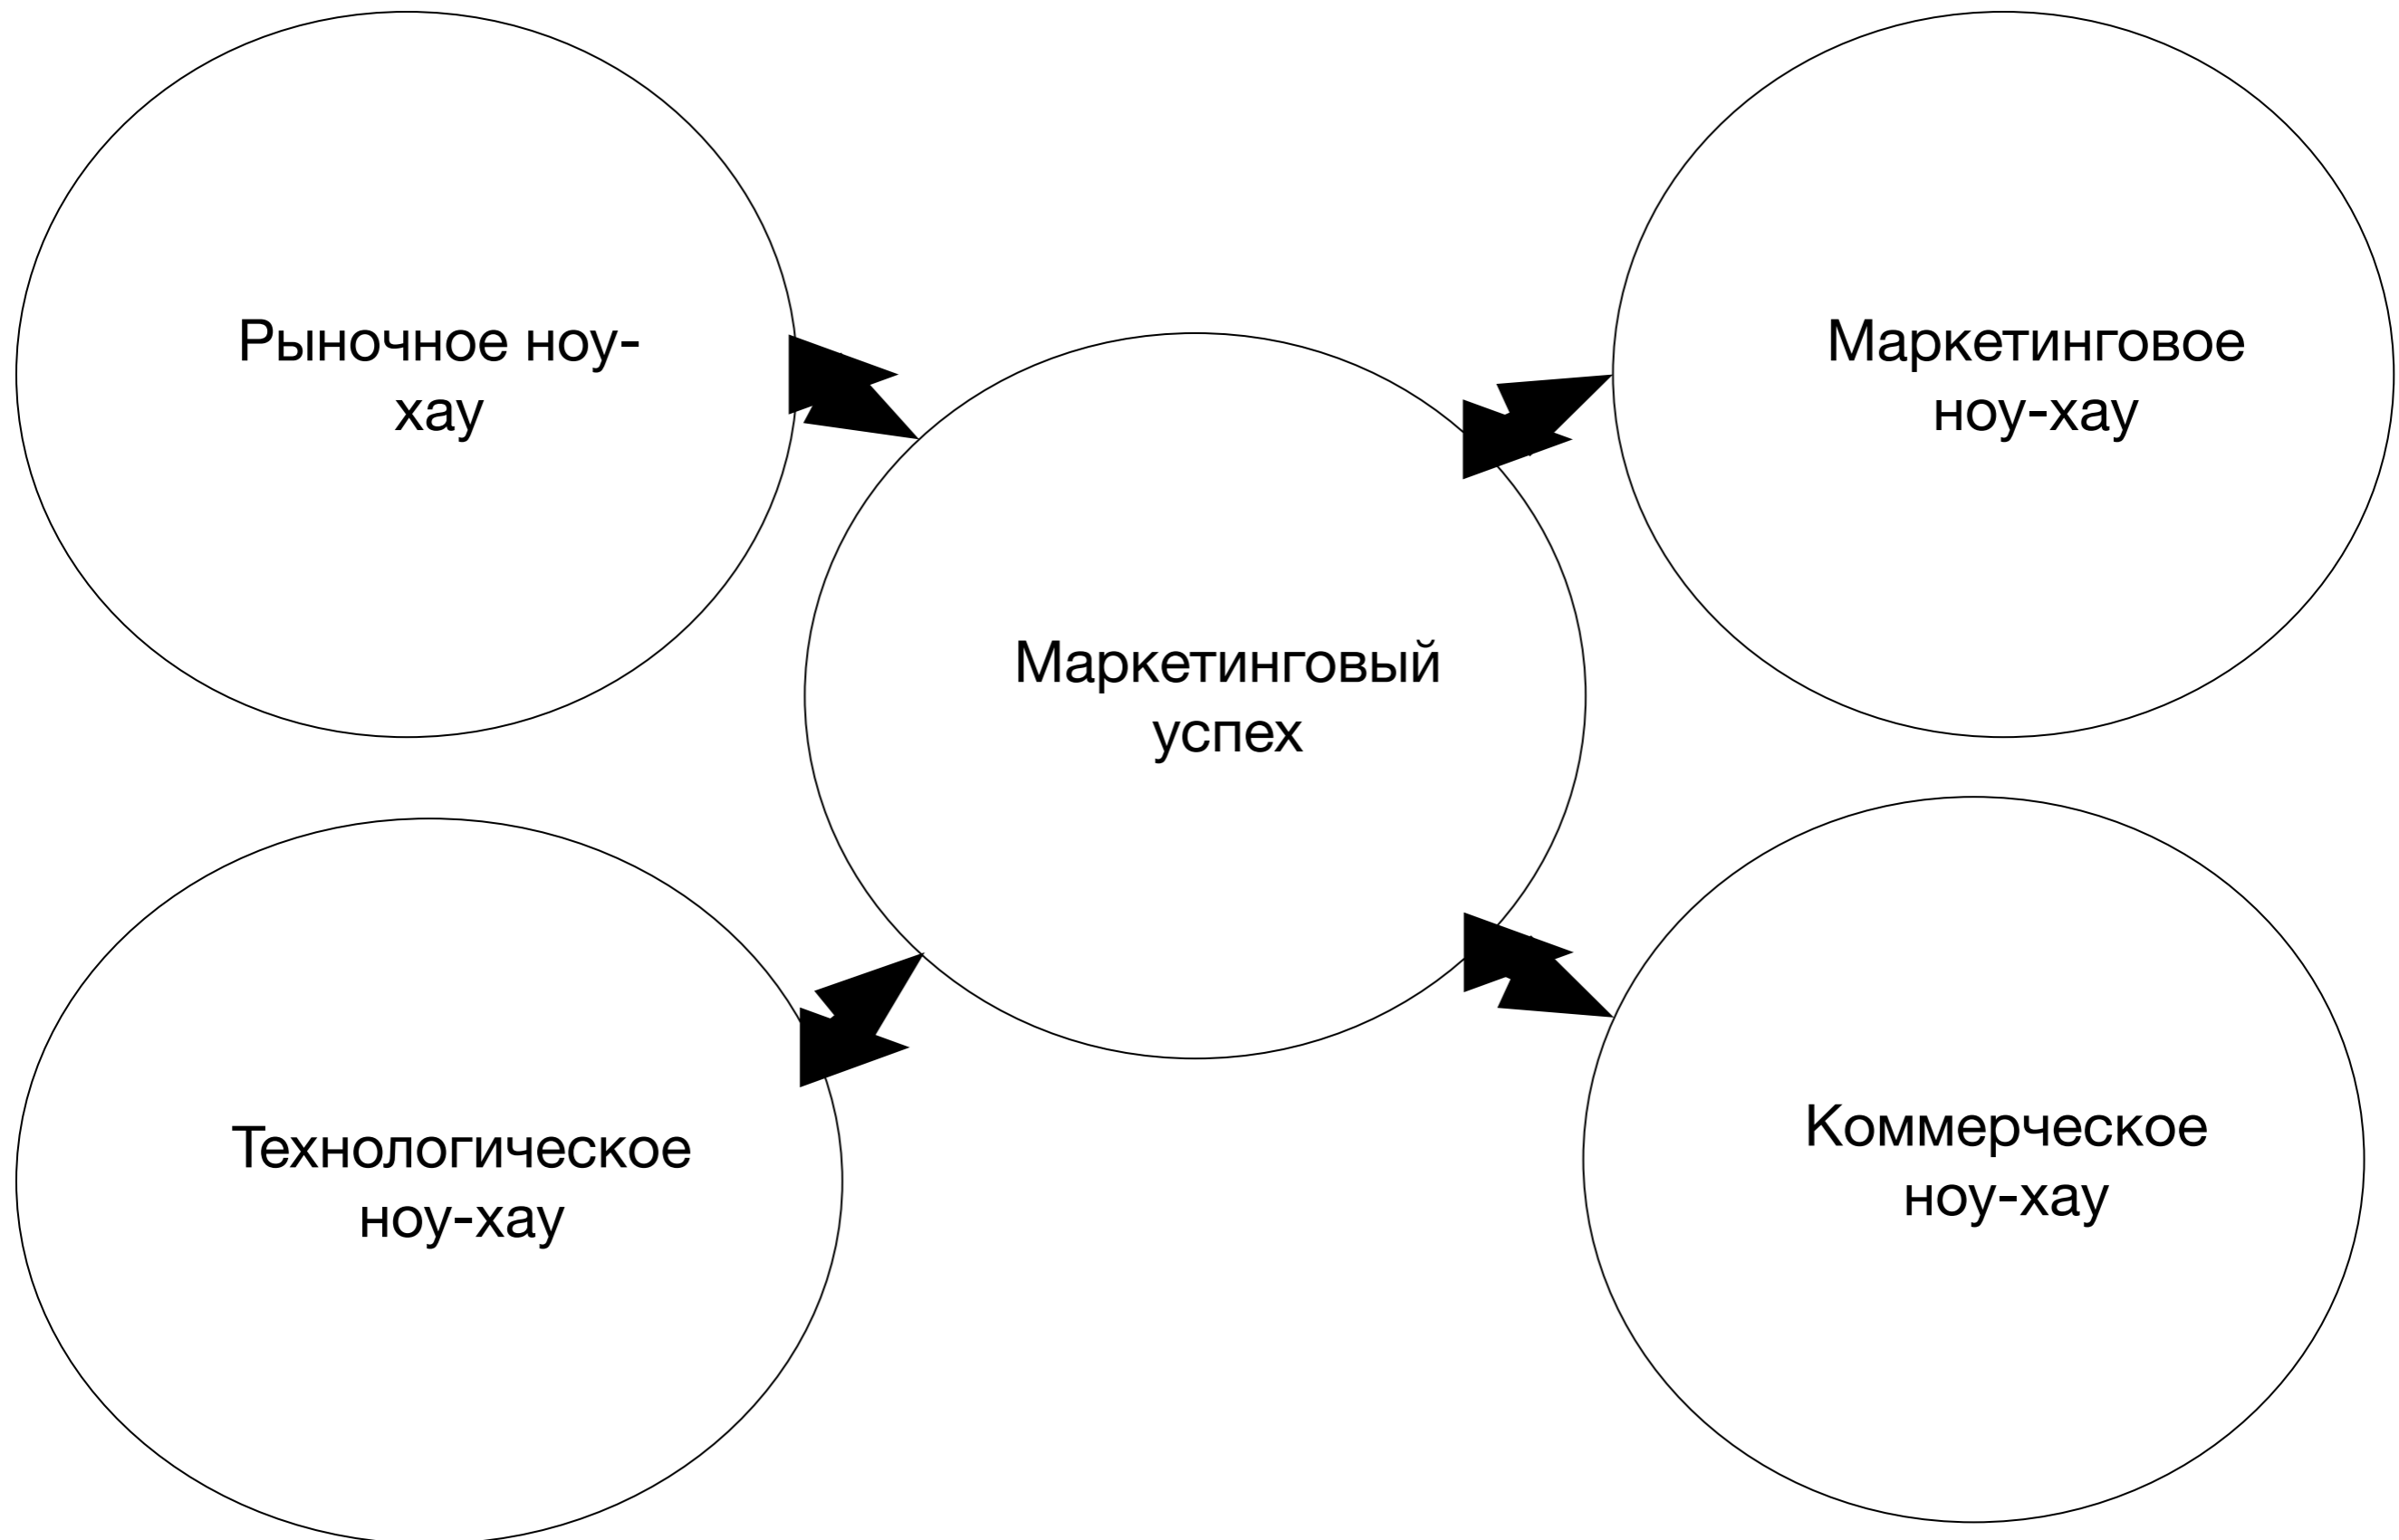 Рыночное ноу-
хау
Маркетинговое
ноу-хау
Маркетинговый
успех
Технологическое
ноу-хау
Коммерческое
ноу-хау